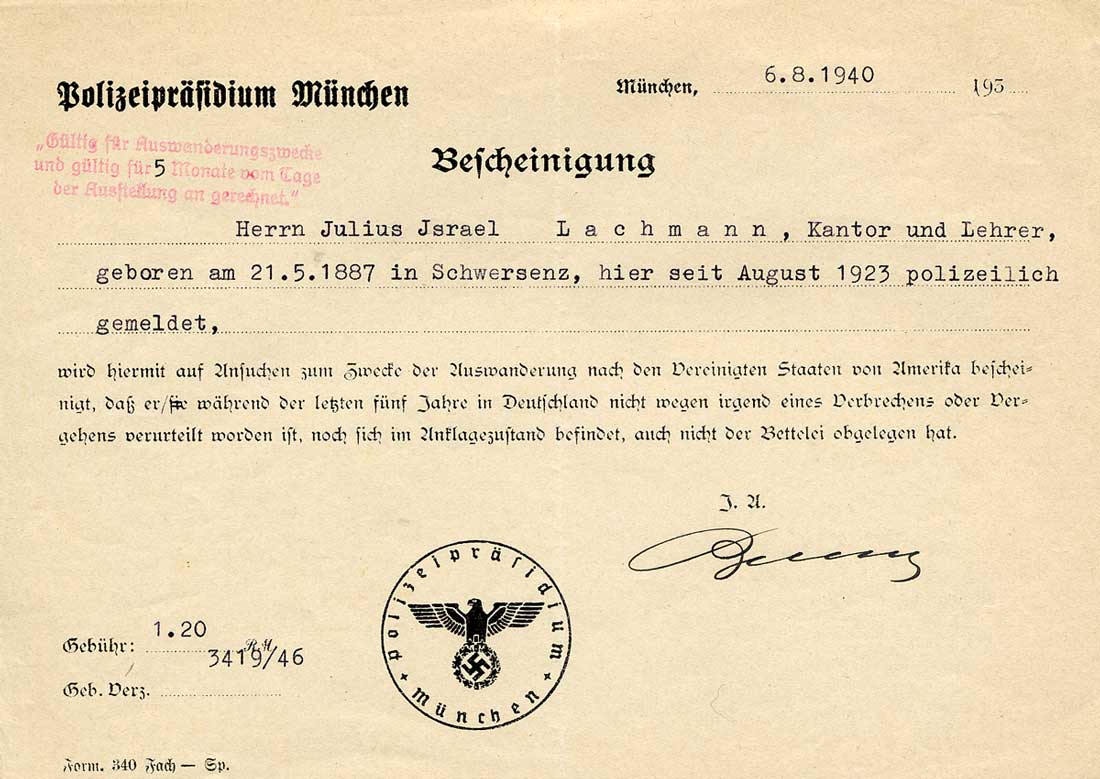 Polizeipräsidium München
München, 6.8.1940 193
„Gültig für Auswanderungszwecke
und gültig für 5 Monate vom Tage
der Ausstellung an gerechnet.“
Bescheinigung
Herrn Julius Jsrael L a c h m a n n , Kantor und Lehrer,
geboren am 21.5.1887 in Schwersenz, hier seit August 1923 polizeilich
gemeldet,
wird hiermit auf Ansuchen zum Zwecke der Auswanderung nach den Vereinigten Staaten von Amerika beschei-
nigt, daß er/sie während der letzten fünf Jahre in Deutschland nicht wegen irgend eines Verbrechens oder Ver-
gehens verurteilt worden ist, noch sich im Anklagezustand befindet, auch nicht der Bettelei obgelegen hat.
J. A.
polizeipräsidium
münchen
Gebühr: 1.20 RM
3419/46
Geb. Verz.
Form. 340 Fach — Sp.